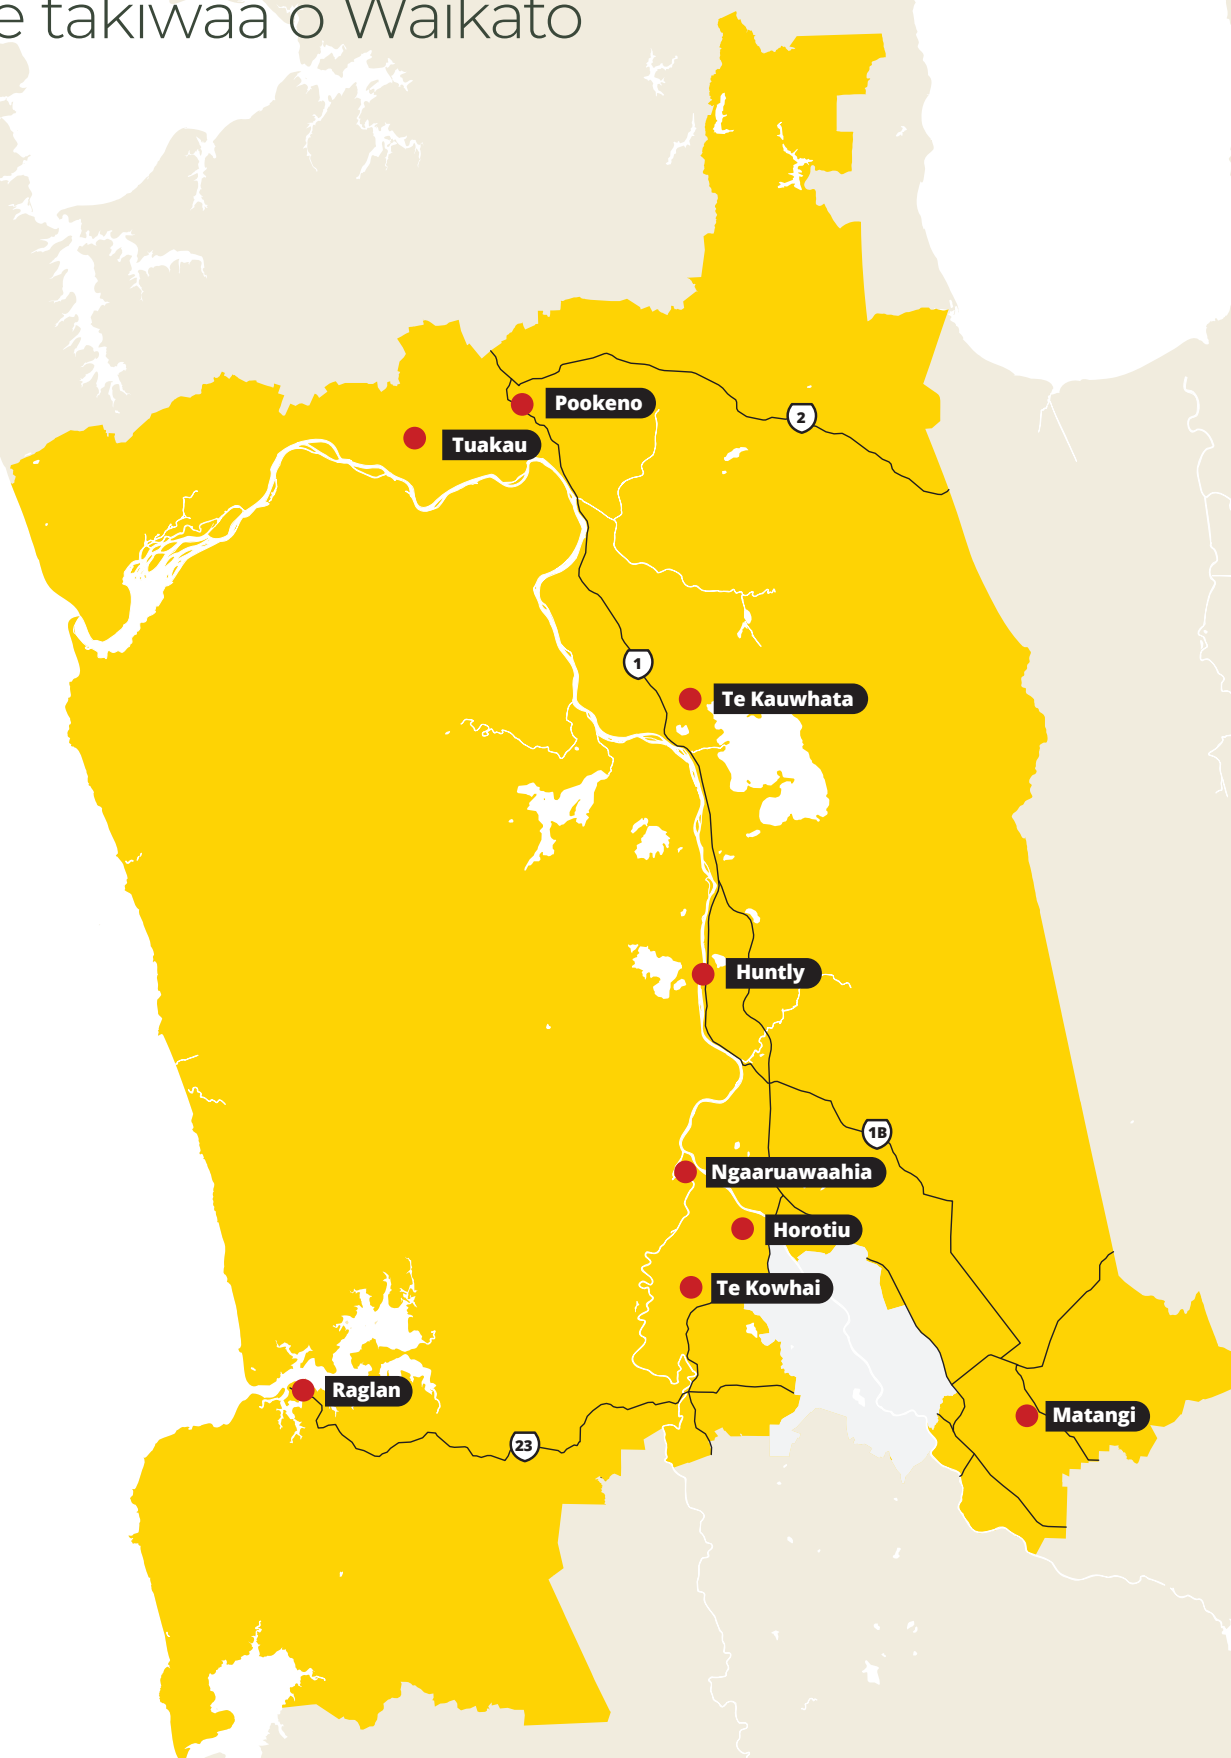 e takiwaa o Waikato
Pookeno
2
Tuakau
1
Te Kauwhata
Huntly
1B
Ngaaruawaahia
Horotiu
Te Kowhai
Raglan
Matangi
23